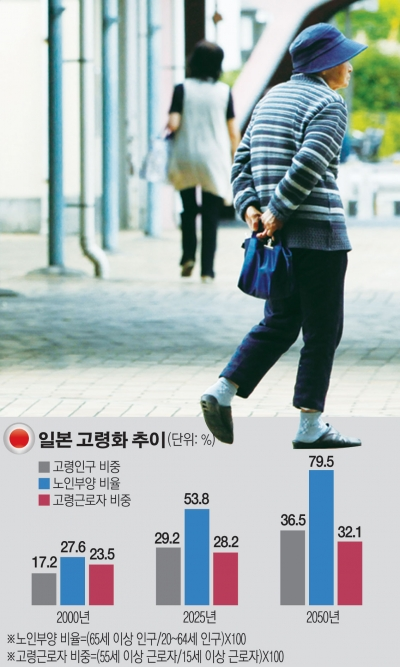 일본 고령화 추이(단위: %)
고령인구 비중
노인부양 비율
고령근로자 비중
17.2 27.6 23.5
29.2 53.8 28.2
36.5 79.5 32.1
2000년 2025년 2050년
※노인부양 비율=(65세 이상 인구/20~64세 인구)X100
※고령근로자 비중=(55세 이상 근로자/15세 이상 근로자)X100